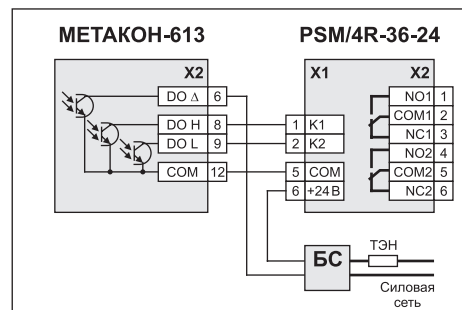 МЕТАКОН-613 PSM/4R-36-24
X2 X1 X2
DO Δ 6 NO1 1
DO H 8 1 K1 COM1 2
DO L 9 2 K2 NC1 3
NO2 4
COM 12 5 COM COM2 5
6 +24 В NC2 6
БС ТЭН
Силовая
сеть